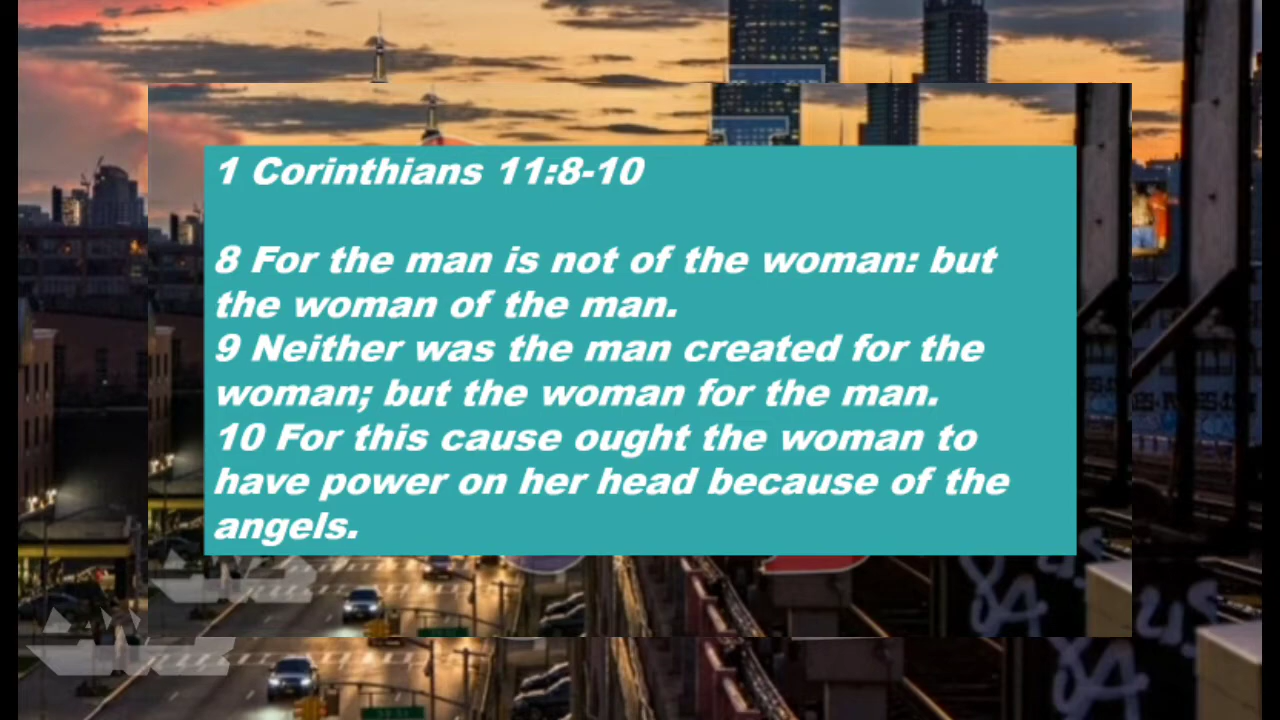 1 Corinthians 11:8-10
8 For the man is not of the woman: but
the woman of the man.
9 Neither was the man created for the
woman; but the woman for the man.
10 For this cause ought the woman to
have power on her head because of the
angels.